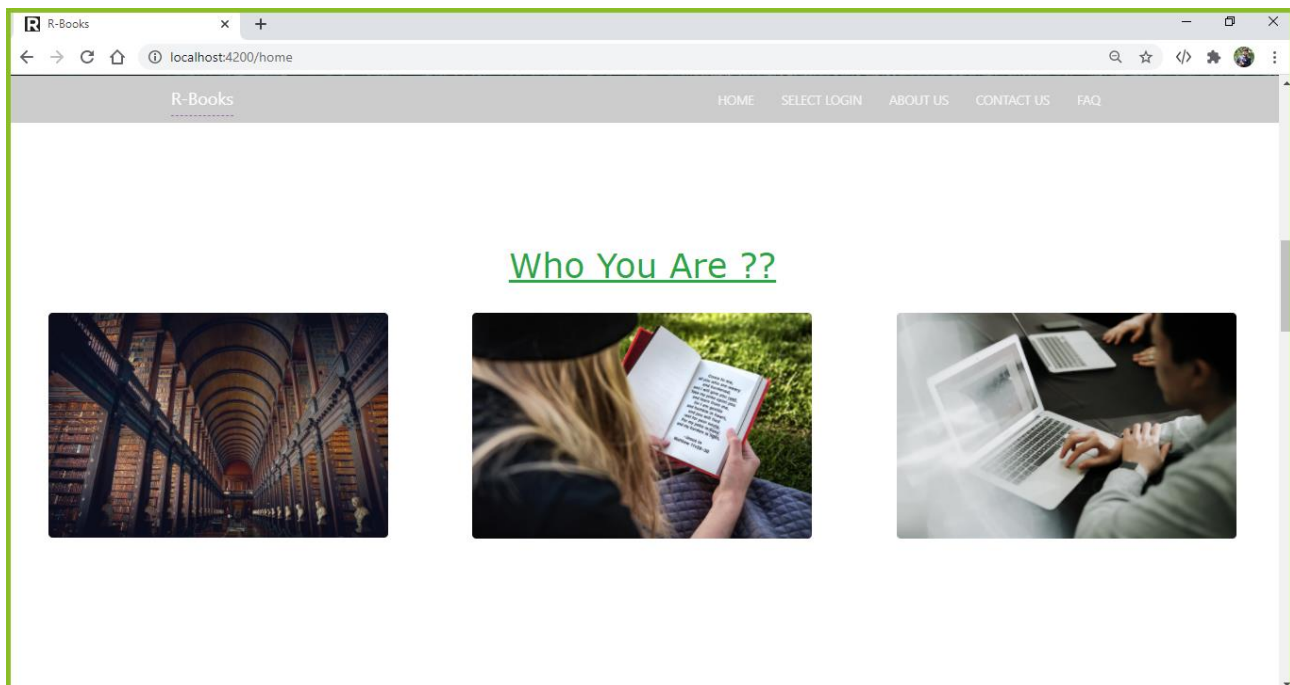 R-Books
localhost:4200/home
R-Books HOME SELECT LOGIN ABOUT US CONTACT US FAQ
Who You Are ??